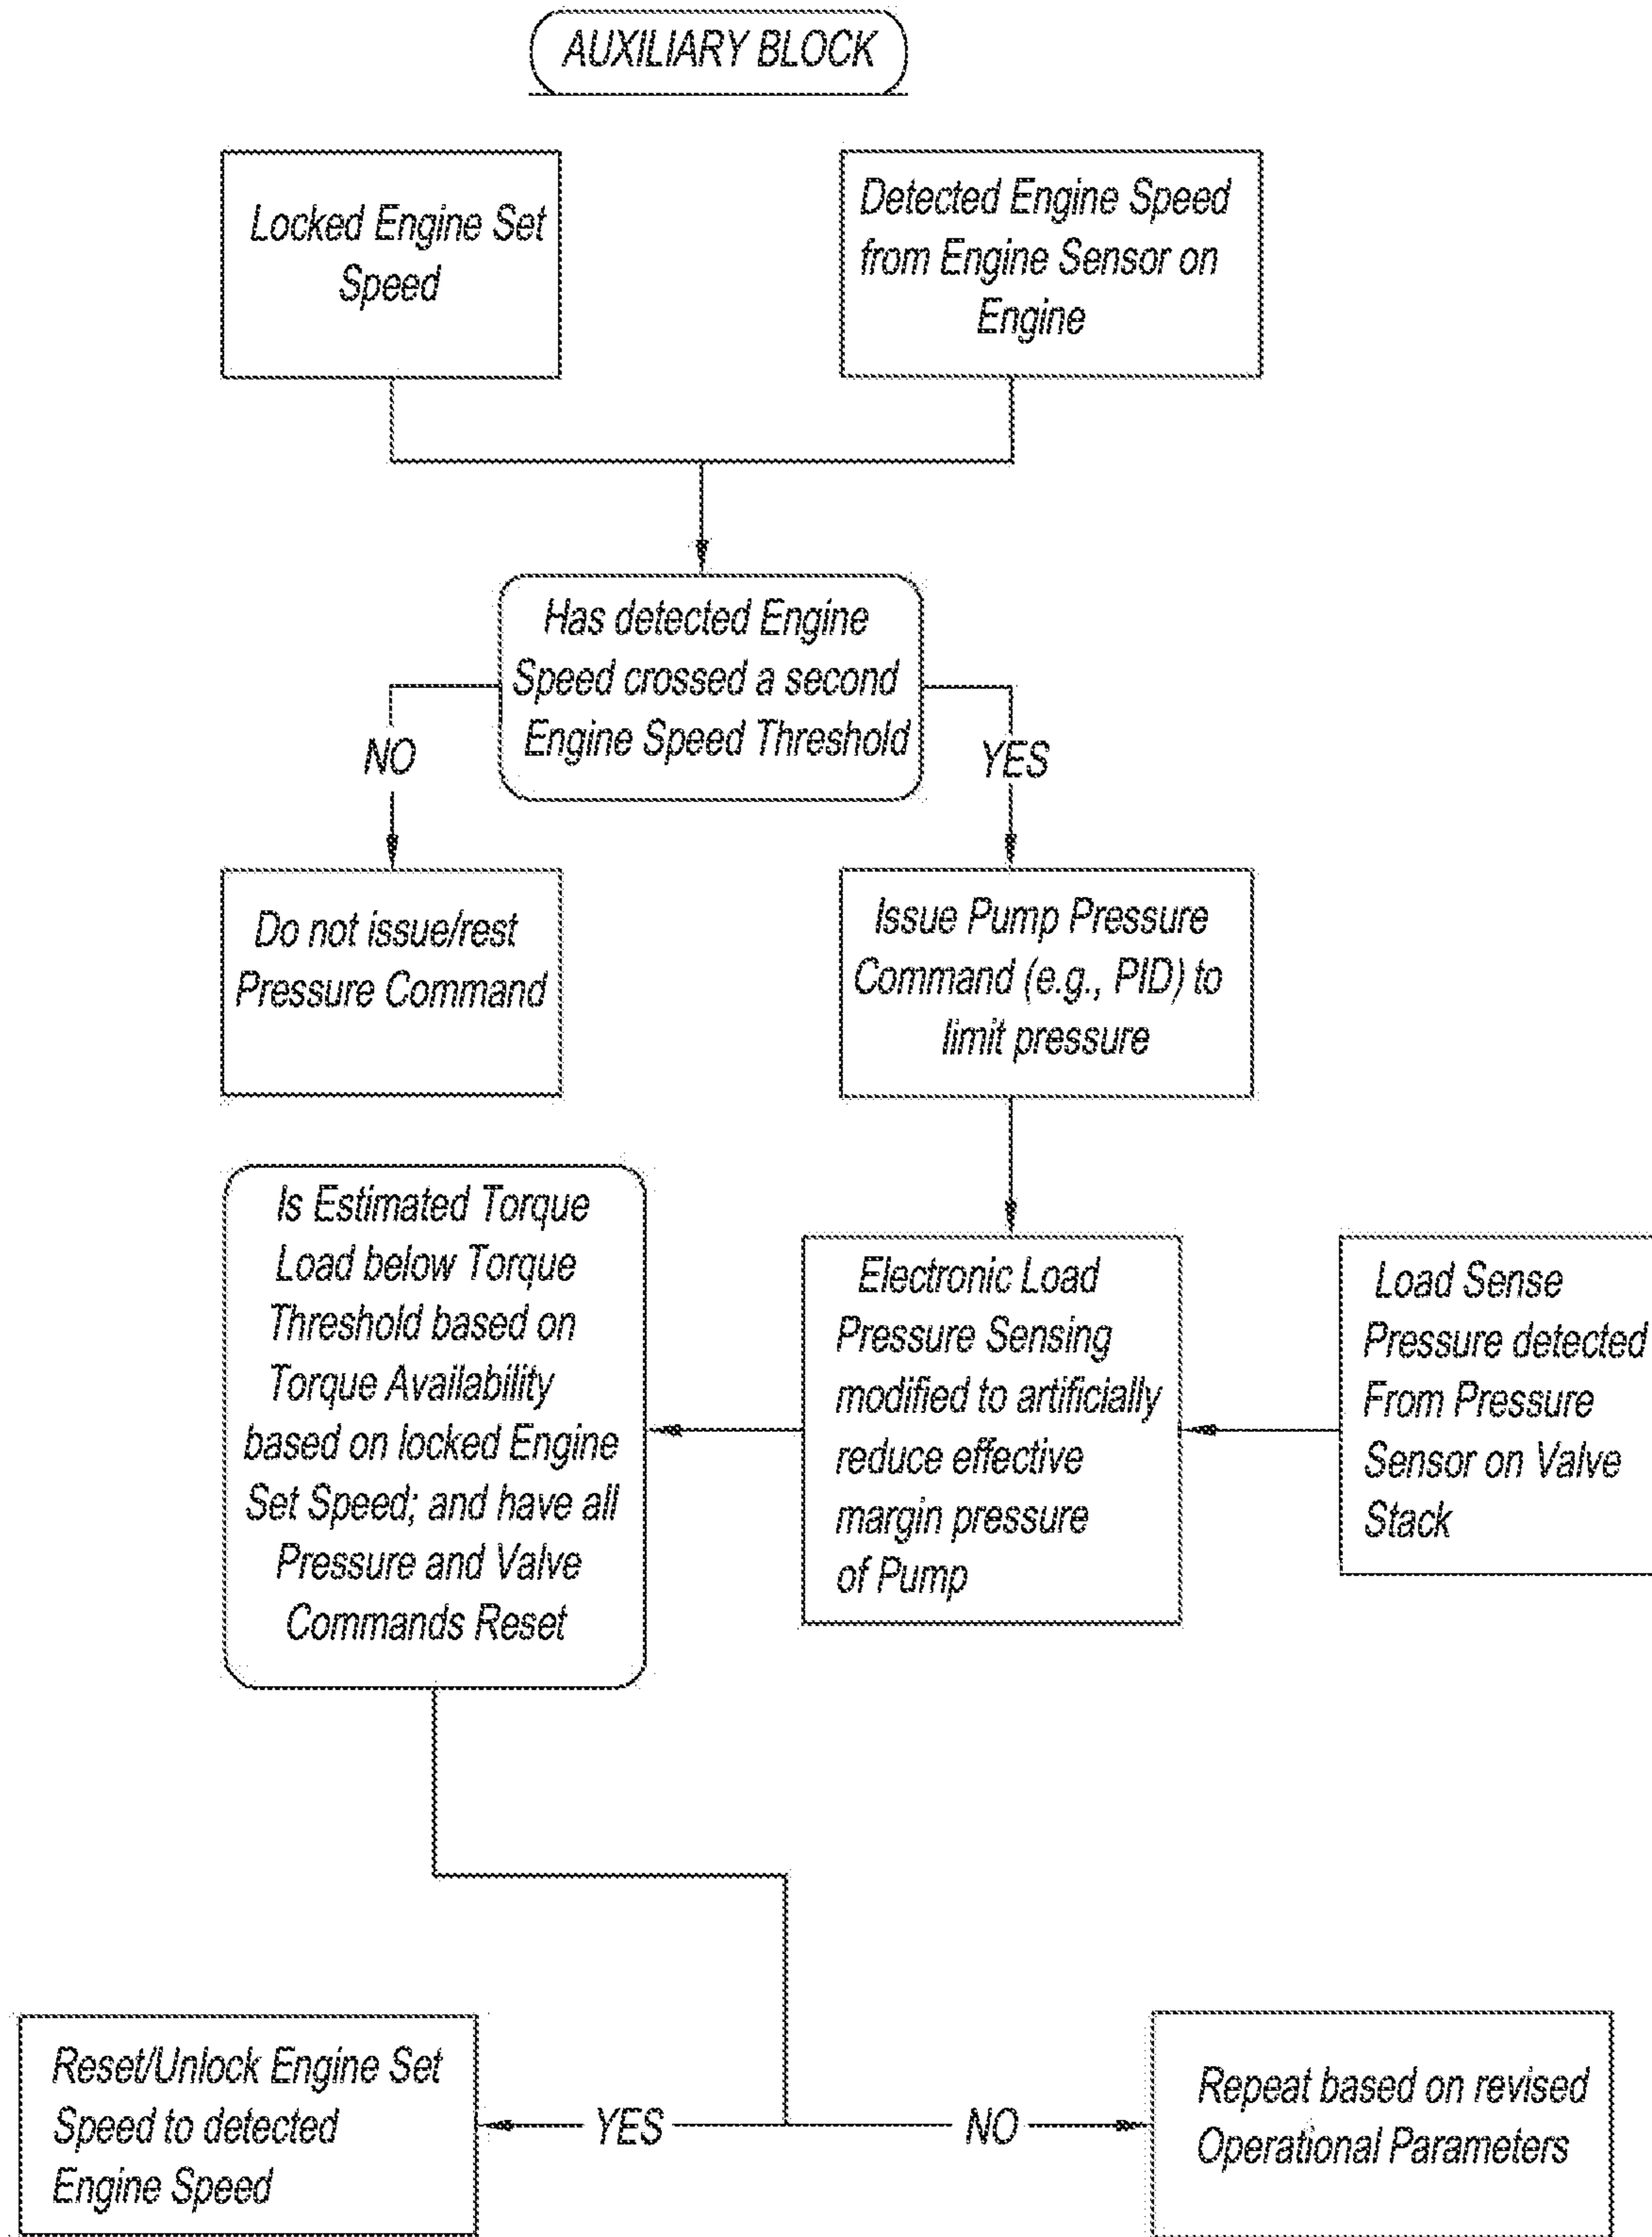 AUXILIARY BLOCK
Locked Engine Set
Speed
Detected Engine Speed
from Engine Sensor on
Engine
Has detected Engine
Speed crossed a second
Engine Speed Threshold
NO
YES
Do not issue/rest
Pressure Command
Issue Pump Pressure
Command (e.g., PID) to
limit pressure
Is Estimated Torque
Load below Torque
Threshold based on
Torque Availability
based on locked Engine
Set Speed; and have all
Pressure and Valve
Commands Reset
Electronic Load
Pressure Sensing
modified to artificially
reduce effective
margin pressure
of Pump
Load Sense
Pressure detected
From Pressure
Sensor on Valve
Stack
Reset/Unlock Engine Set
Speed to detected
Engine Speed
YES
NO
Repeat based on revised
Operational Parameters